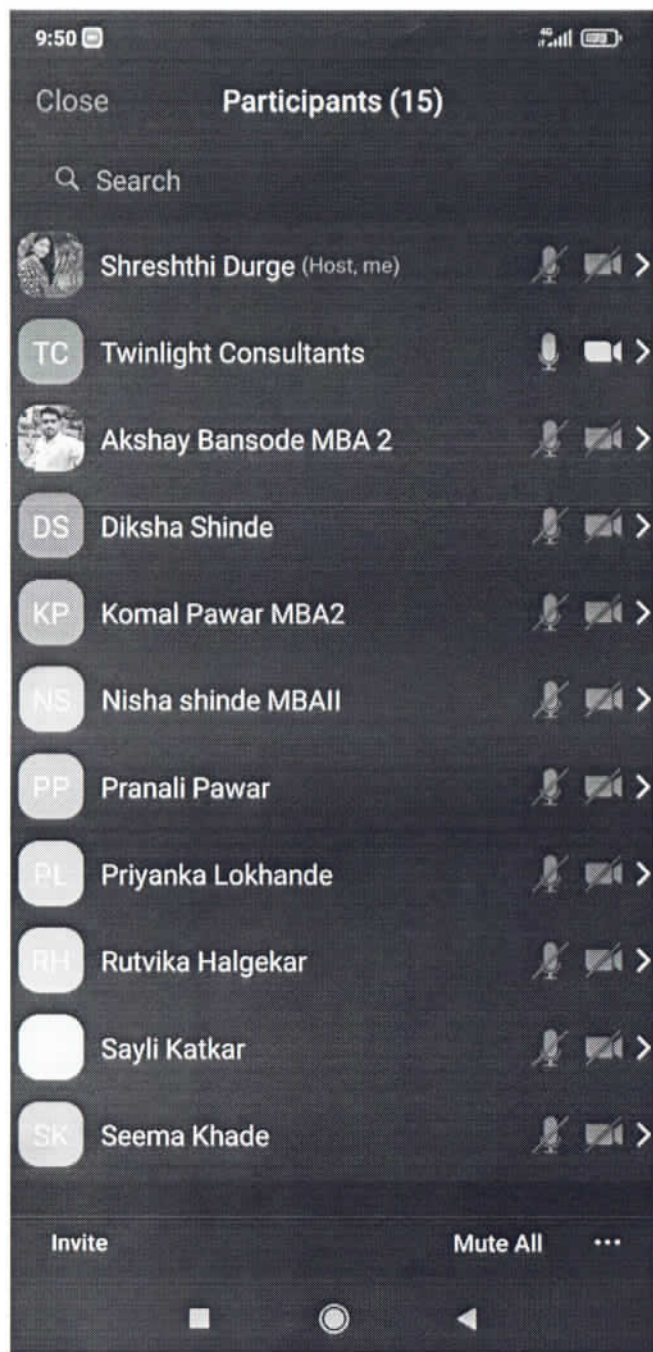 9:50
4G
Close Participants (15)
Search
Shreshthi Durge (Host, me)
TC Twinlight Consultants
Akshay Bansode MBA 2
DS Diksha Shinde
KP Komal Pawar MBA2
NS Nisha shinde MBAII
PP Pranali Pawar
PL Priyanka Lokhande
RH Rutvika Halgekar
Sayli Katkar
SK Seema Khade
Invite Mute All